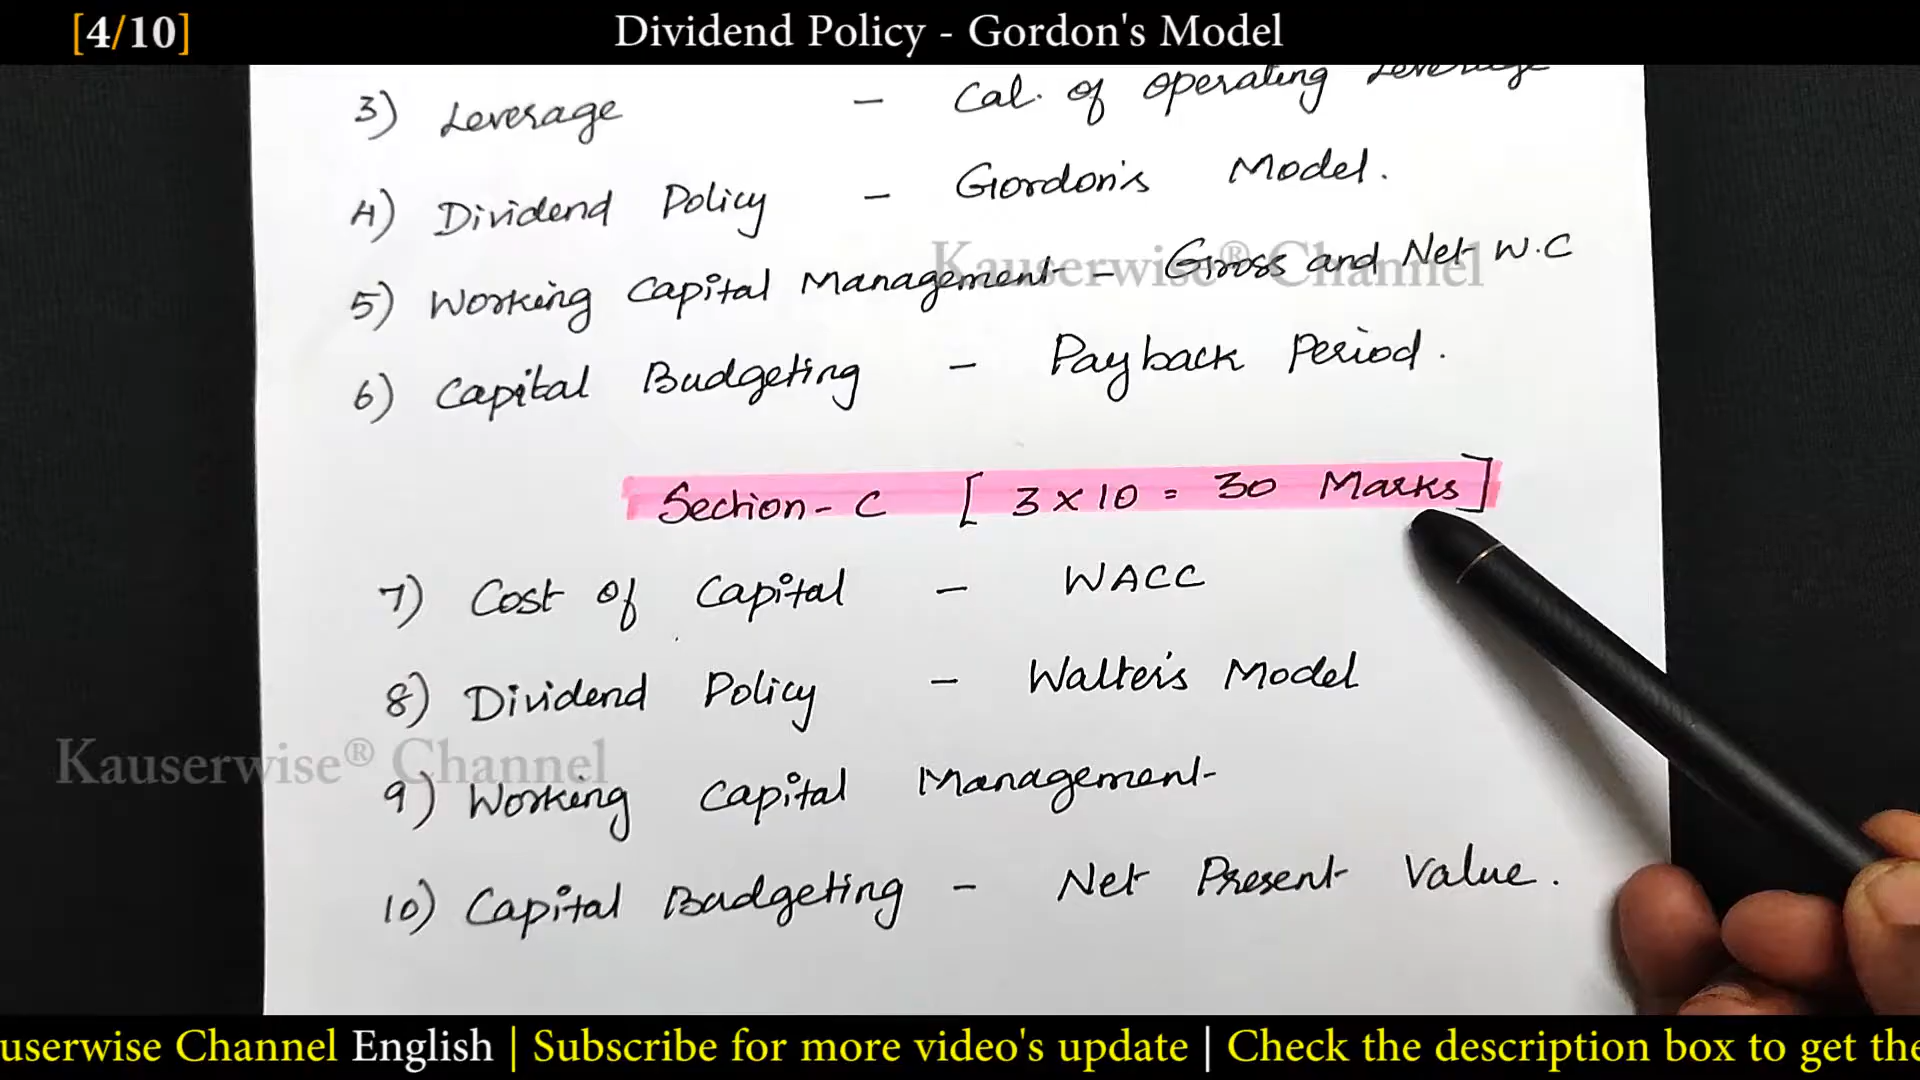 [4/10]
Dividend Policy - Gordon's Model
3) Leverage - Cal. of operating Leverage
4) Dividend Policy - Gordon's Model.
5) Working Capital Management - Gross and Net W.C
6) Capital Budgeting - Payback Period.
Section - C [ 3 x 10 = 30 Marks ]
7) Cost of Capital - WACC
8) Dividend Policy - Walter's Model
9) Working Capital Management
10) Capital Budgeting - Net Present Value.
Kauserwise® Channel
Kauserwise® Channel
userwise Channel English | Subscribe for more video's update | Check the description box to get the